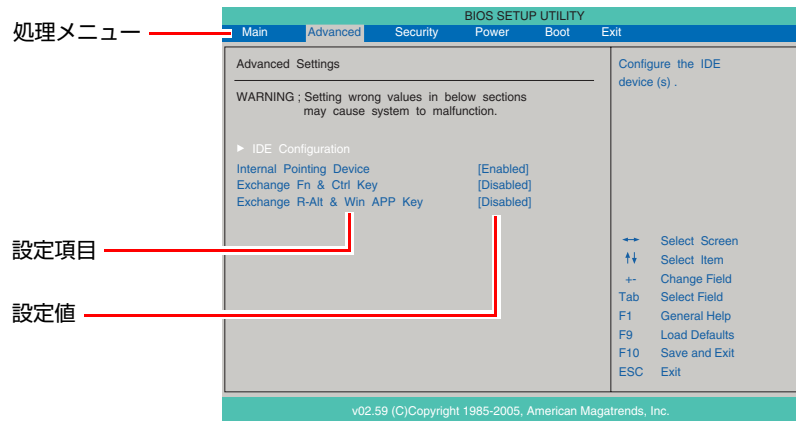 BIOS SETUP UTILITY
処理メニュー
Main Advanced Security Power Boot Exit
Advanced Settings
WARNING ; Setting wrong values in below sections
may cause system to malfunction.
▶ IDE Configuration
Internal Pointing Device [Enabled]
Exchange Fn & Ctrl Key [Disabled]
Exchange R-Alt & Win APP Key [Disabled]
設定項目
設定値
Configure the IDE
device (s) .
↔ Select Screen
↑↓ Select Item
+- Change Field
Tab Select Field
F1 General Help
F9 Load Defaults
F10 Save and Exit
ESC Exit
v02.59 (C)Copyright 1985-2005, American Magatrends, Inc.